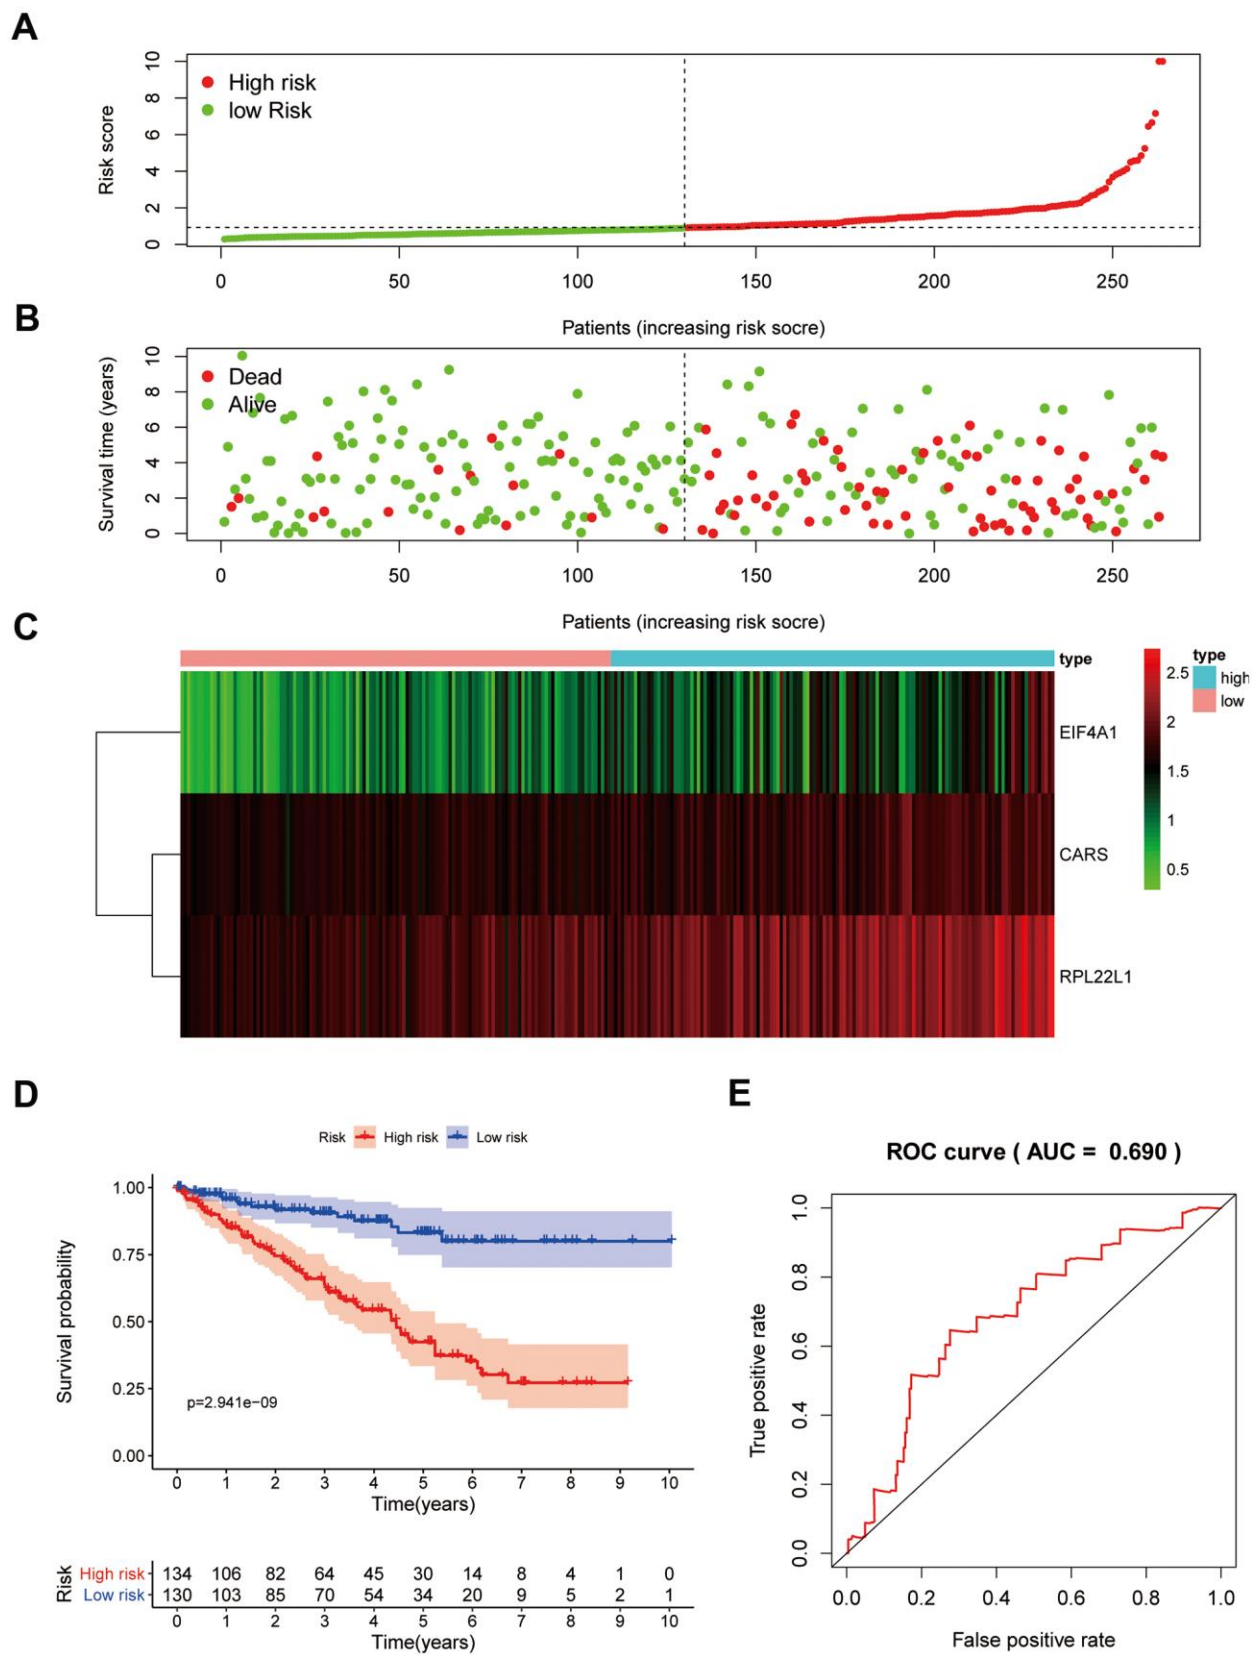 A
High risk
low Risk
Risk score
0 2 4 6 8 10
0 50 100 150 200 250
Patients (increasing risk socre)
B
Dead
Alive
Survival time (years)
0 2 4 6 8 10
0 50 100 150 200 250
Patients (increasing risk socre)
C
type
EIF4A1
CARS
RPL22L1
2.5
2
1.5
1
0.5
type
high
low
D
Risk High risk Low risk
Survival probability
1.00
0.75
0.50
0.25
0.00
p=2.941e−09
0 1 2 3 4 5 6 7 8 9 10
Time(years)
Risk
High risk 134 106 82 64 45 30 14 8 4 1 0
Low risk 130 103 85 70 54 34 20 9 5 2 1
0 1 2 3 4 5 6 7 8 9 10
Time(years)
E
ROC curve ( AUC = 0.690 )
True positive rate
0.0 0.2 0.4 0.6 0.8 1.0
0.0 0.2 0.4 0.6 0.8 1.0
False positive rate